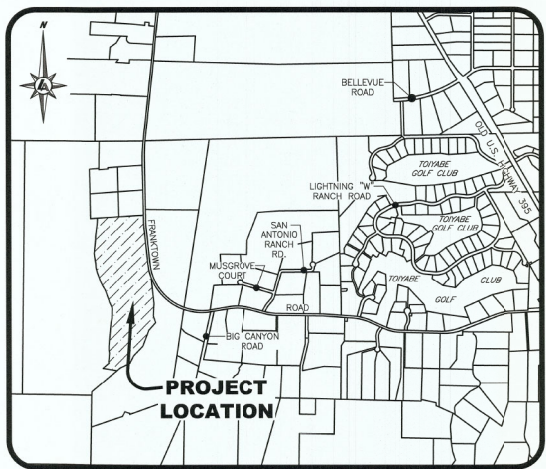 N
BELLEVUE
ROAD
OLD U.S. HIGHWAY 395
TOIYABE
GOLF CLUB
LIGHTNING "W"
RANCH ROAD
TOIYABE
GOLF CLUB
SAN
ANTONIO
RANCH
RD.
FRANKTOWN
MUSGROVE
COURT
TOIYABE
GOLF
CLUB
ROAD
BIG CANYON
ROAD
PROJECT
LOCATION